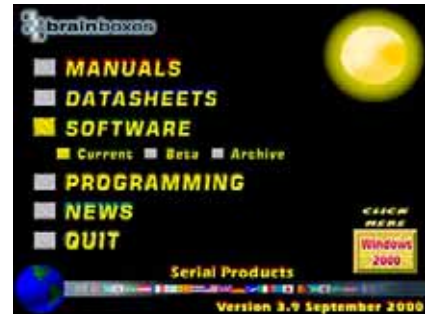 brainboxes
MANUALS
DATASHEETS
SOFTWARE
Current Beta Archive
PROGRAMMING
NEWS
QUIT
CLICK
HERE
Windows
2000
Serial Products
Version 3.9 September 2000